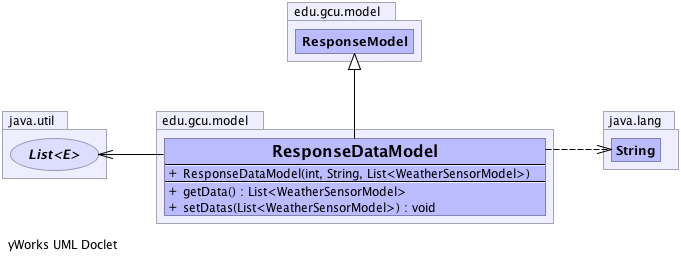 edu.gcu.model
ResponseModel
java.util
List<E>
edu.gcu.model
ResponseDataModel
+ ResponseDataModel(int, String, List<WeatherSensorModel>)
+ getData() : List<WeatherSensorModel>
+ setDatas(List<WeatherSensorModel>) : void
java.lang
String
yWorks UML Doclet